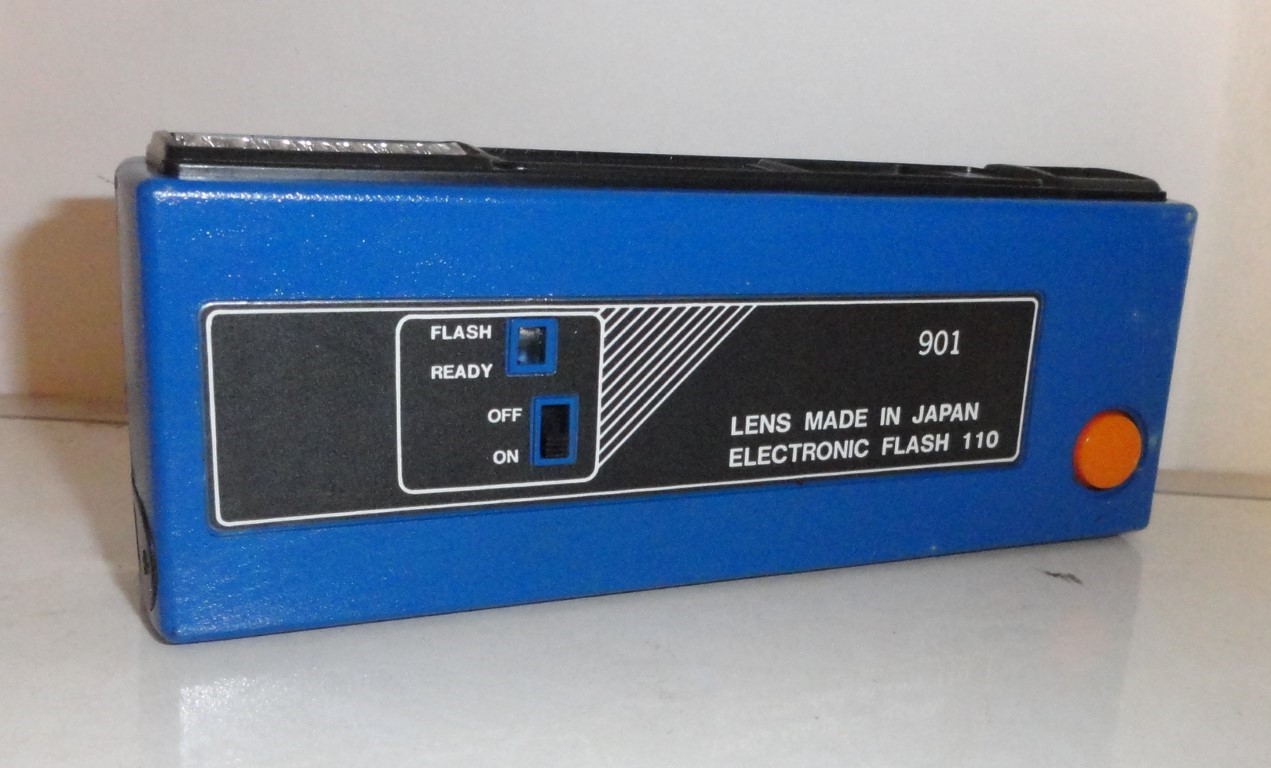 FLASH
READY
OFF
ON
901
LENS MADE IN JAPAN
ELECTRONIC FLASH 110